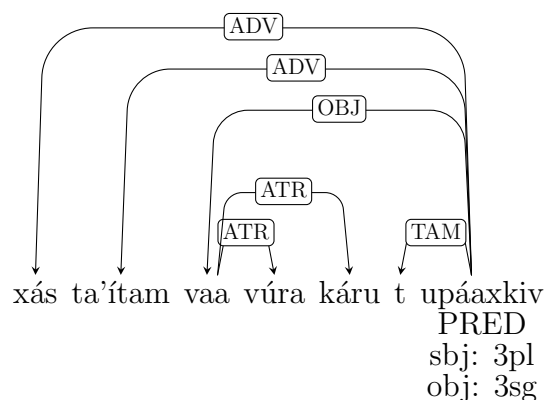 ADV
ADV
OBJ
ATR
ATR TAM
xás ta'ítam vaa vúra káru t upáaxkiv
PRED
sbj: 3pl
obj: 3sg